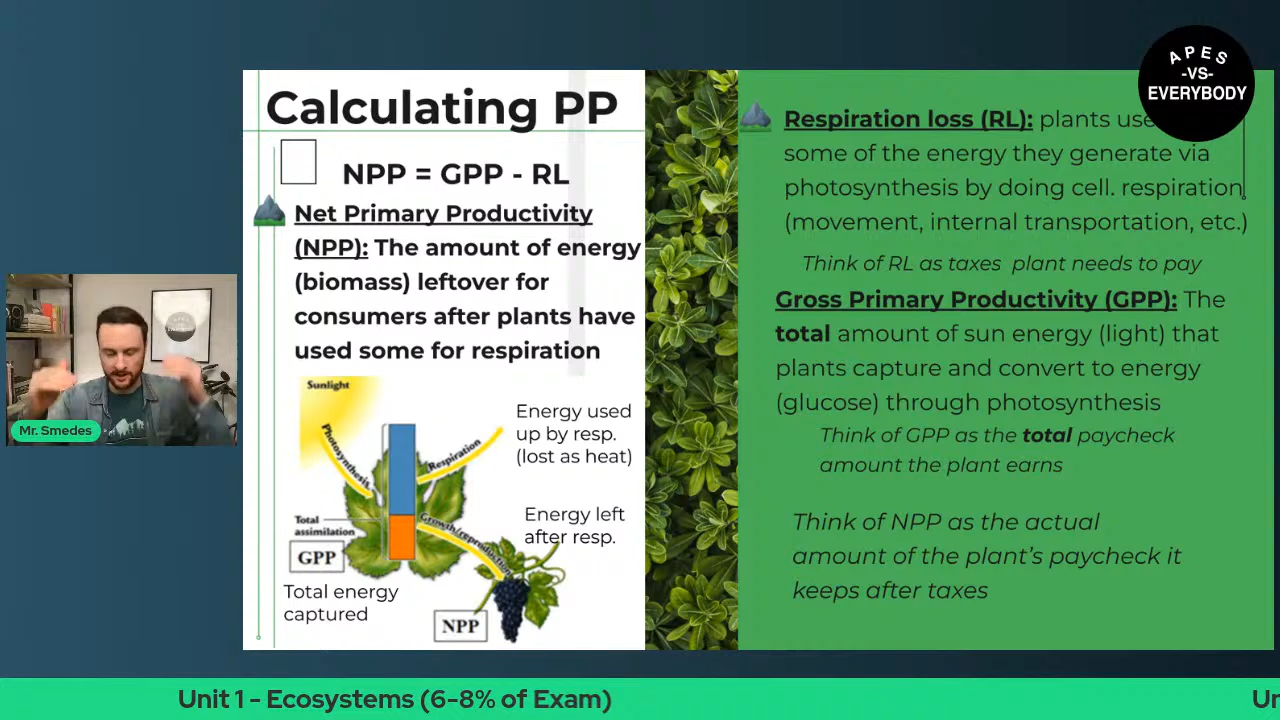 APES
-VS-
EVERYBODY
Calculating PP
NPP = GPP - RL
Net Primary Productivity
(NPP): The amount of energy
(biomass) leftover for
consumers after plants have
used some for respiration
Sunlight
Photosynthesis
Respiration
Energy used
up by resp.
(lost as heat)
Total
assimilation
GPP
Growth/reproduction
Energy left
after resp.
Total energy
captured
NPP
Respiration loss (RL): plants use
some of the energy they generate via
photosynthesis by doing cell. respiration
(movement, internal transportation, etc.)
Think of RL as taxes plant needs to pay
Gross Primary Productivity (GPP): The
total amount of sun energy (light) that
plants capture and convert to energy
(glucose) through photosynthesis
Think of GPP as the total paycheck
amount the plant earns
Think of NPP as the actual
amount of the plant's paycheck it
keeps after taxes
Mr. Smedes
Unit 1 - Ecosystems (6-8% of Exam)